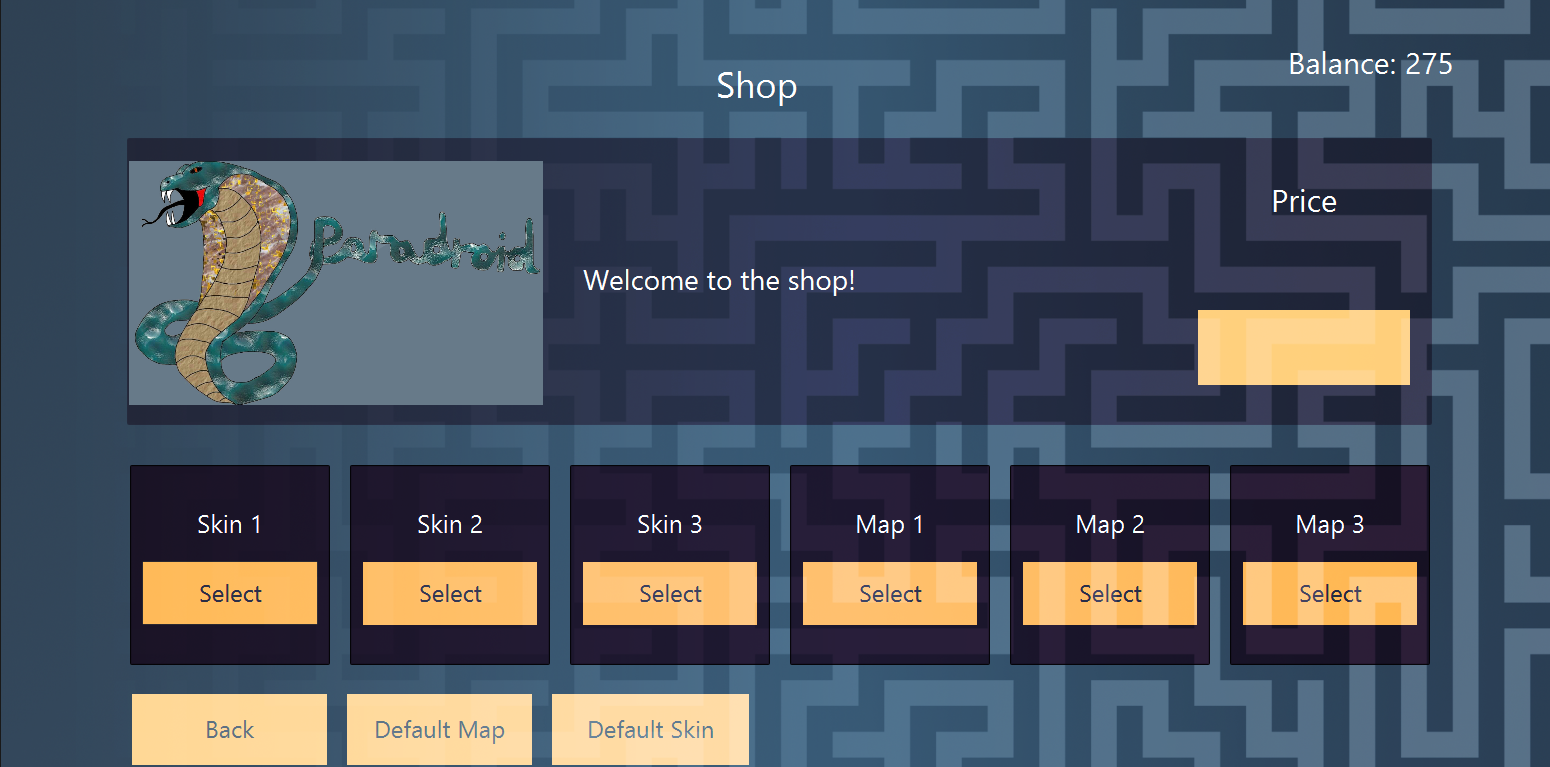 Balance: 275
Shop
Price
Paradroid
Welcome to the shop!
Skin 1
Skin 2
Skin 3
Map 1
Map 2
Map 3
Select
Select
Select
Select
Select
Select
Back
Default Map
Default Skin